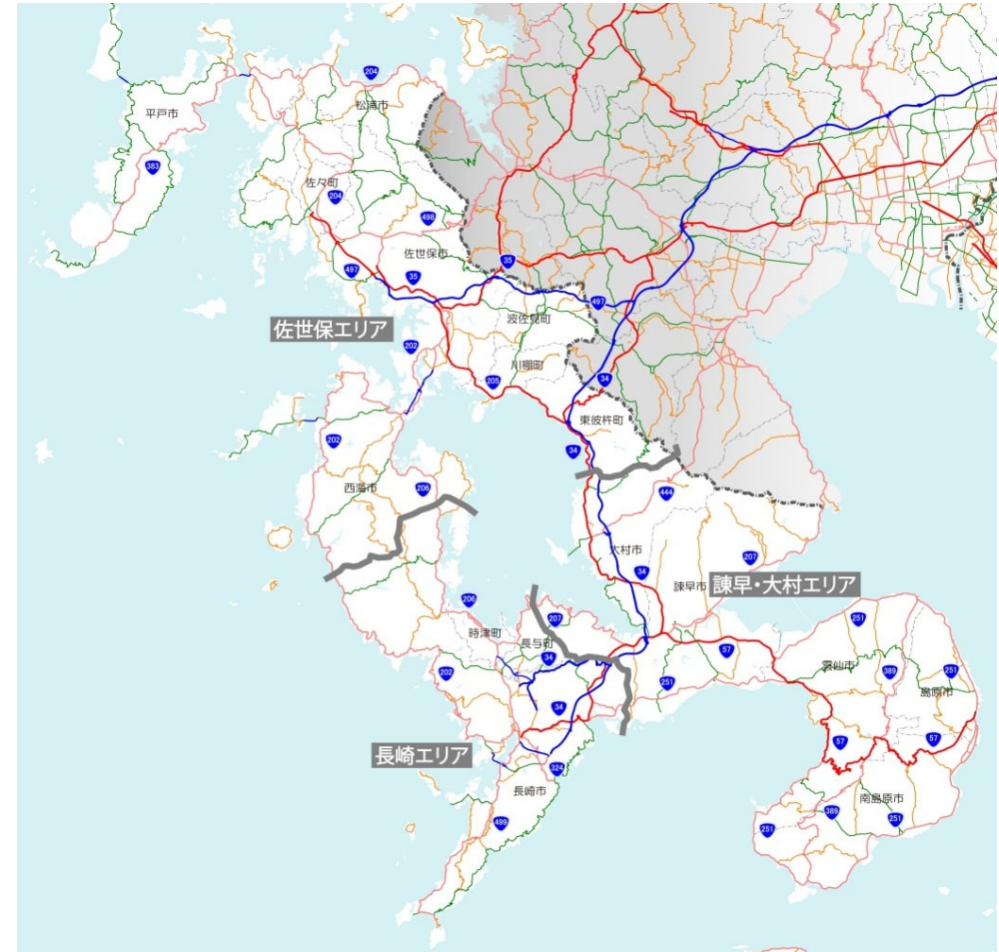 204
松浦市
平戸市
383
佐々町
204
498
佐世保市
35
497
35
497
佐世保エリア
202
波佐見町
川棚町
205
34
東彼杵町
34
202
西海市
206
444
大村市
34
207
諫早市
諫早・大村エリア
206
207
時津町
長与町
34
57
251
雲仙市
389
251
島原市
202
251
34
57
57
長崎エリア
324
長崎市
499
南島原市
389
251
251